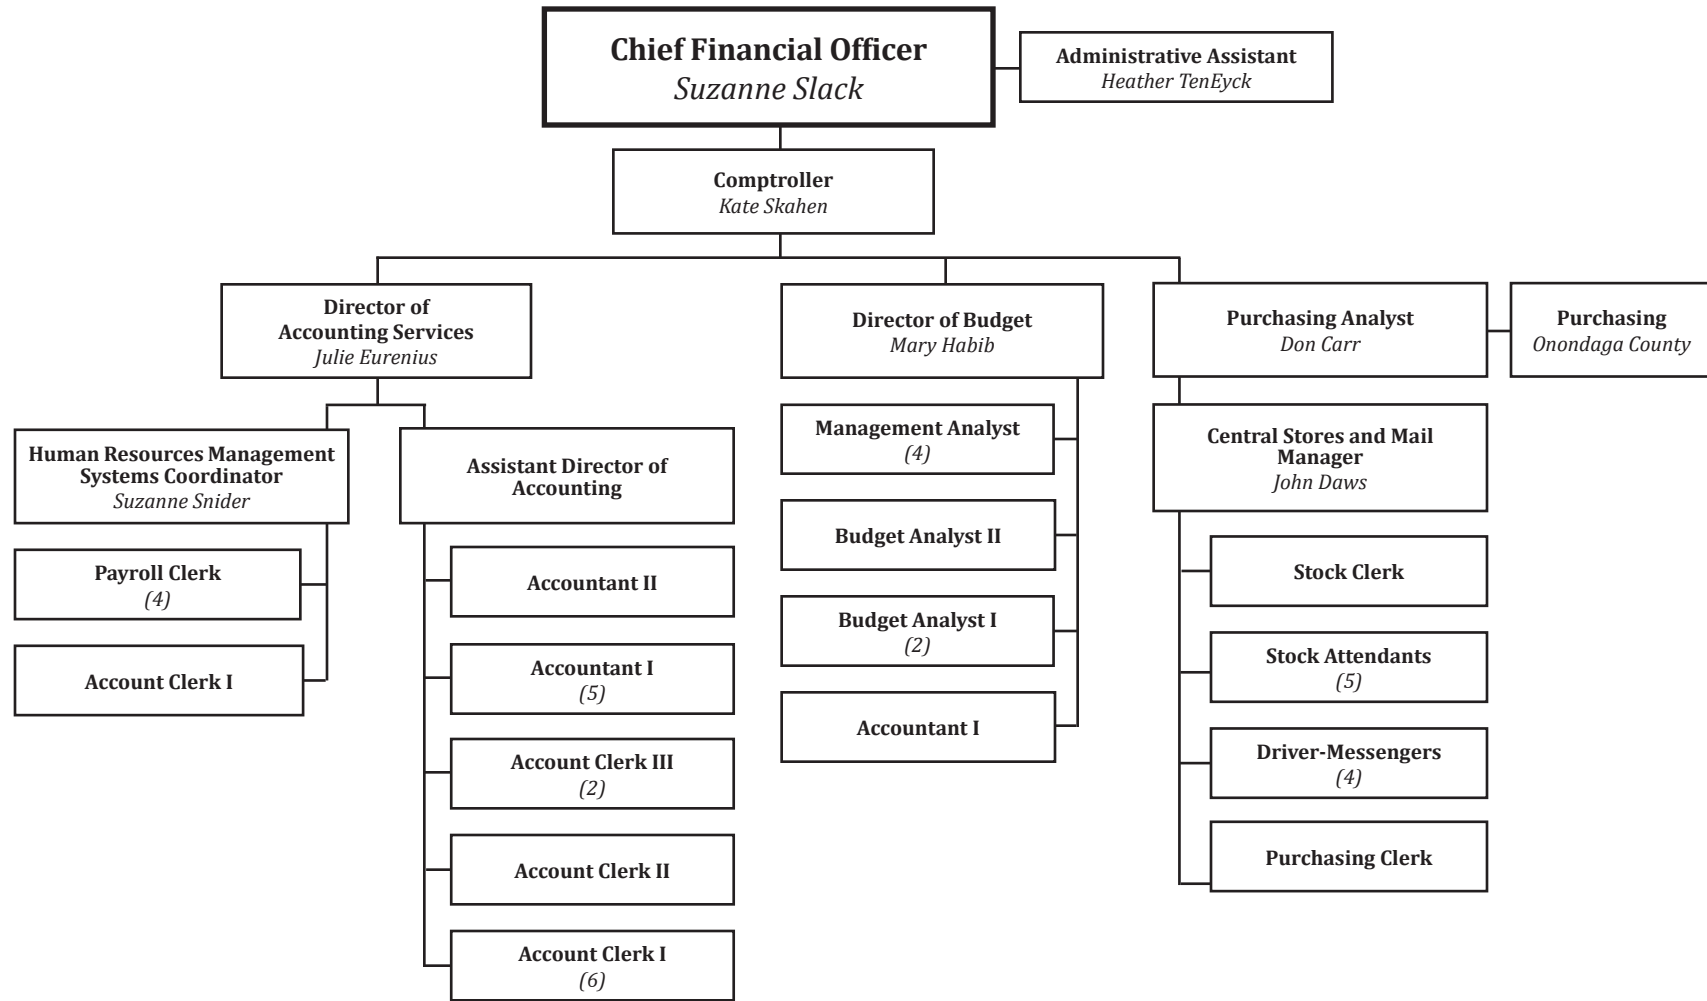 Chief Financial Officer
Suzanne Slack
Administrative Assistant
Heather TenEyck
Comptroller
Kate Skahen
Director of
Accounting Services
Julie Eurenius
Director of Budget
Mary Habib
Purchasing Analyst
Don Carr
Purchasing
Onondaga County
Human Resources Management
Systems Coordinator
Suzanne Snider
Payroll Clerk
(4)
Account Clerk I
Assistant Director of
Accounting
Accountant II
Accountant I
(5)
Account Clerk III
(2)
Account Clerk II
Account Clerk I
(6)
Management Analyst
(4)
Budget Analyst II
Budget Analyst I
(2)
Accountant I
Central Stores and Mail
Manager
John Daws
Stock Clerk
Stock Attendants
(5)
Driver-Messengers
(4)
Purchasing Clerk